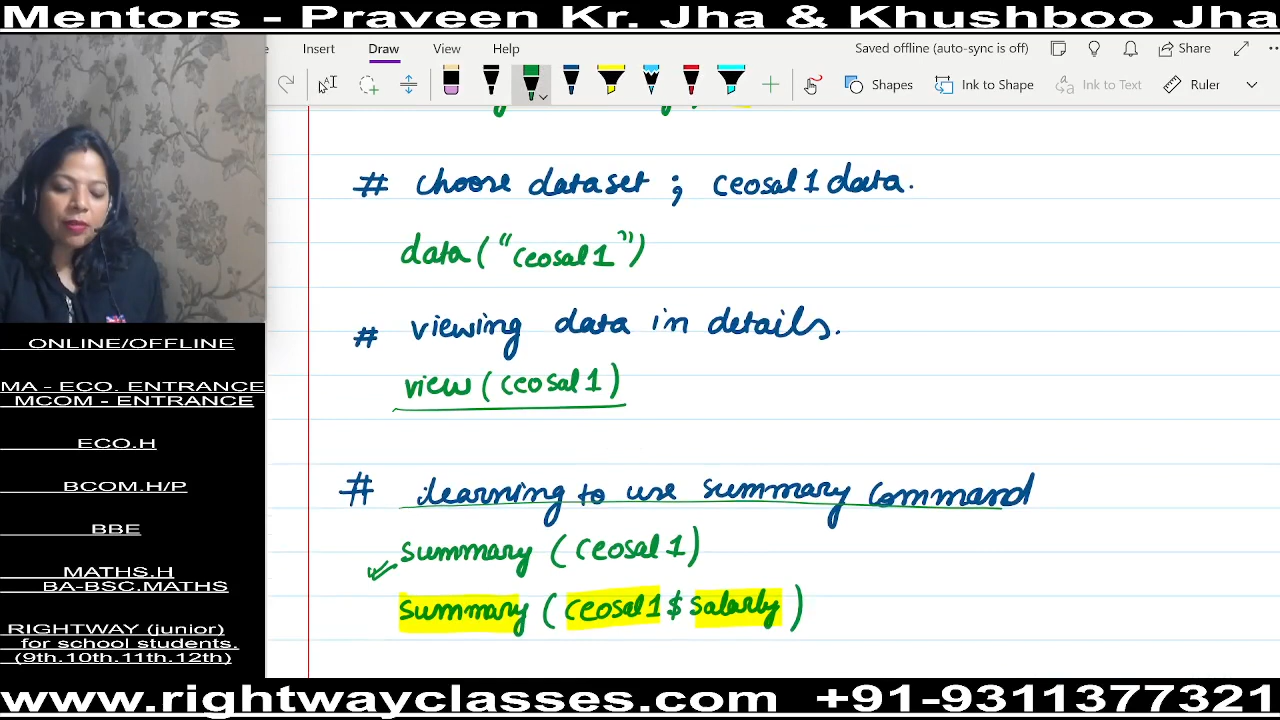 Mentors - Praveen Kr. Jha & Khushboo Jha
Insert Draw View Help Saved offline (auto-sync is off) Share
Shapes Ink to Shape Ink to Text Ruler
# choose dataset ; ceosal1 data.
data("ceosal1")
# viewing data in details.
view(ceosal1)
# learning to use summary command
summary (ceosal1)
summary (ceosal1$ salarly )
ONLINE/OFFLINE
MA - ECO. ENTRANCE
MCOM - ENTRANCE
ECO.H
BCOM.H/P
BBE
MATHS.H
BA-BSC.MATHS
RIGHTWAY (junior)
for school students.
(9th.10th.11th.12th)
www.rightwayclasses.com +91-9311377321